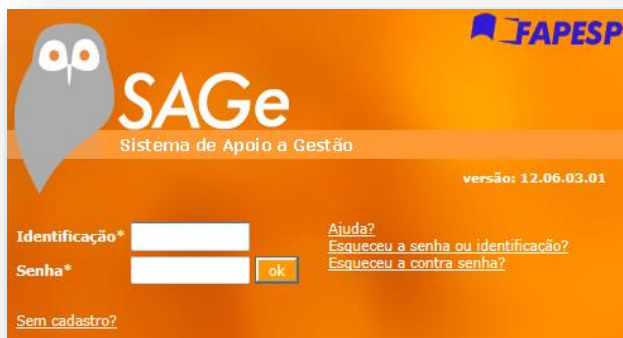 FAPESP
SAGe
Sistema de Apoio a Gestão
versão: 12.06.03.01
Identificação*
Senha*
ok
Ajuda?
Esqueceu a senha ou identificação?
Esqueceu a contra senha?
Sem cadastro?